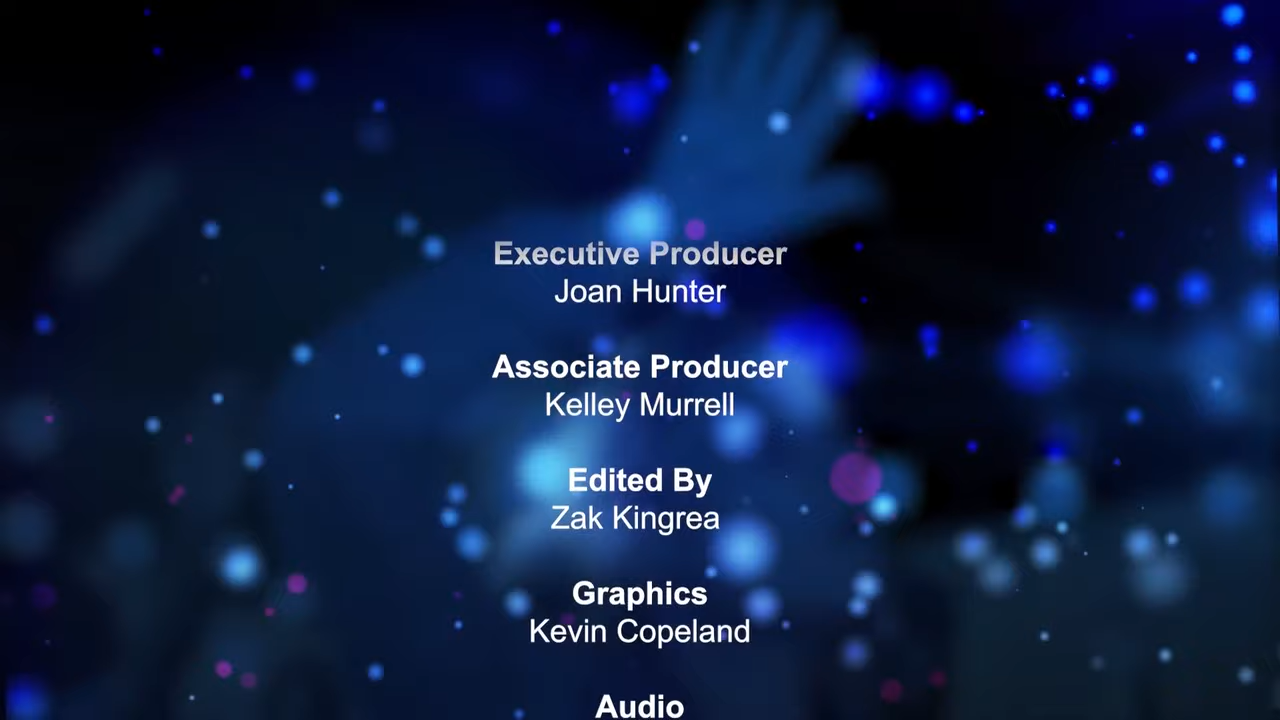 Executive Producer
Joan Hunter
Associate Producer
Kelley Murrell
Edited By
Zak Kingrea
Graphics
Kevin Copeland
Audio